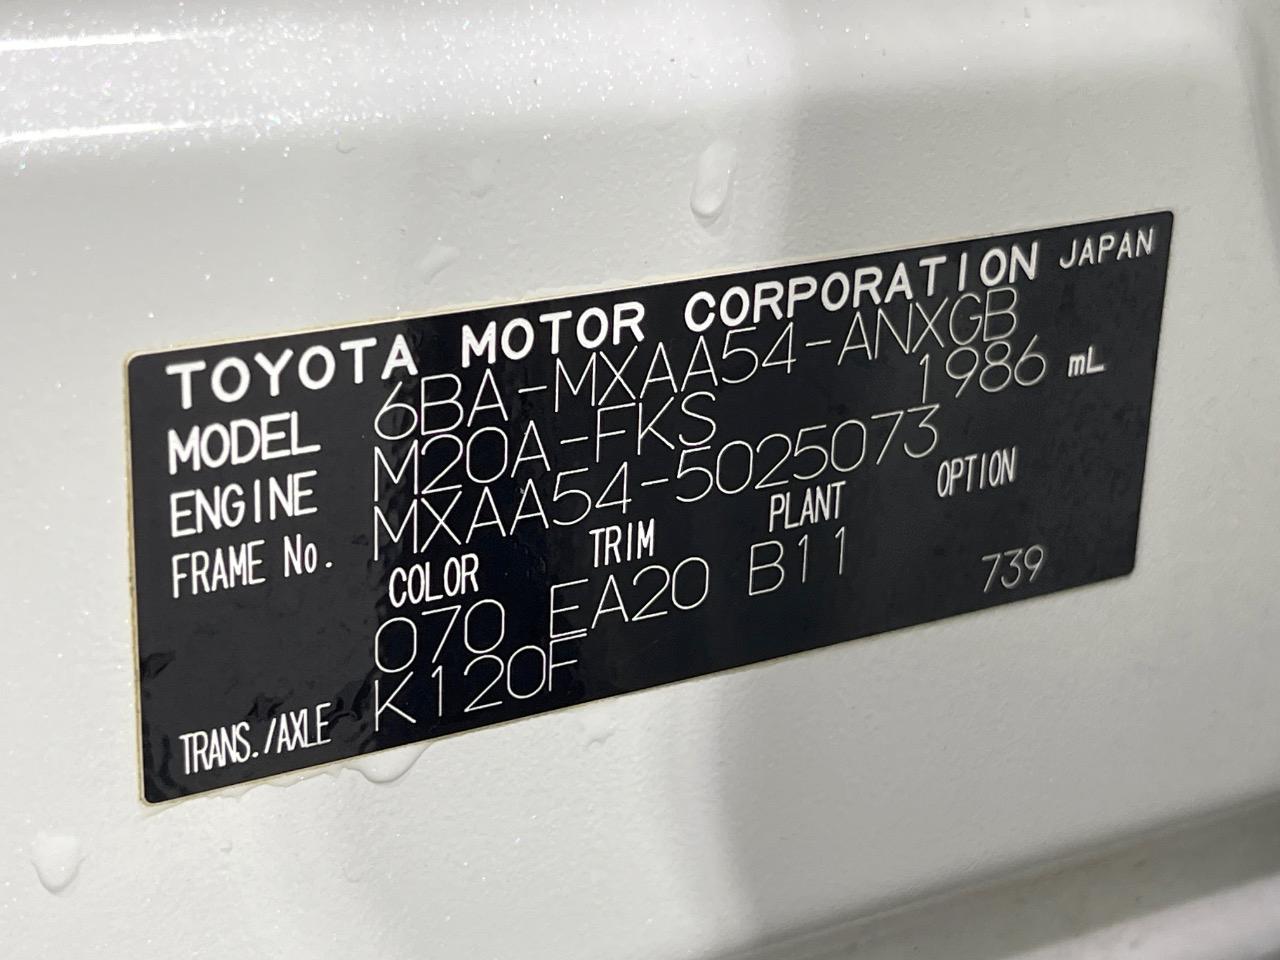 TOYOTA MOTOR CORPORATION JAPAN
MODEL 6BA-MXAA54-ANXGB
ENGINE M20A-FKS 1986 mL
FRAME No. MXAA54-5025073
COLOR TRIM PLANT OPTION
070 EA20 B11 739
TRANS./AXLE K120F